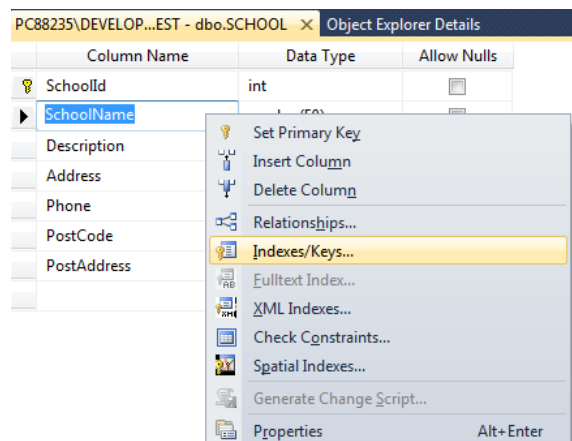 PC88235\DEVELOP...EST - dbo.SCHOOL Object Explorer Details
Column Name Data Type Allow Nulls
SchoolId int
SchoolName
Set Primary Key
Description
Insert Column
Address
Delete Column
Phone
Relationships...
PostCode
Indexes/Keys...
PostAddress
Fulltext Index...
XML Indexes...
Check Constraints...
Spatial Indexes...
Generate Change Script...
Properties Alt+Enter